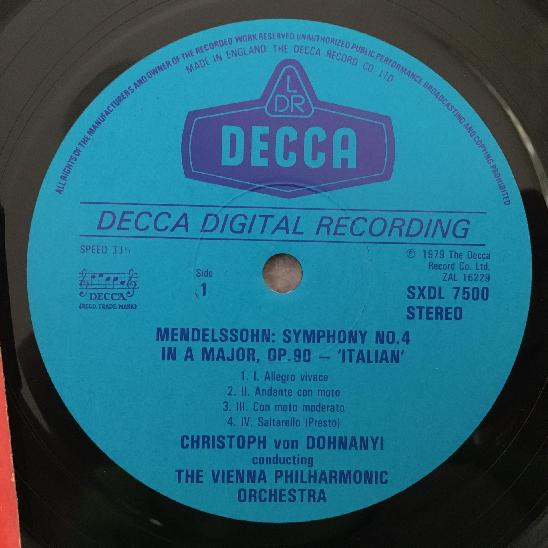 ALL RIGHTS OF THE MANUFACTURERS AND OWNER OF THE RECORDED WORK RESERVED UNAUTHORIZED PUBLIC PERFORMANCE BROADCASTING AND COPYING PROHIBITED
MADE IN ENGLAND THE DECCA RECORD CO LTD
L
DR
DECCA
DECCA DIGITAL RECORDING
SPEED 33⅓
℗ 1979 The Decca
Record Co. Ltd.
ZAL 16229
DECCA
(REGD. TRADE MARK)
Side
1
SXDL 7500
STEREO
MENDELSSOHN: SYMPHONY NO.4
IN A MAJOR, OP.90 – 'ITALIAN'
1. I. Allegro vivace
2. II. Andante con moto
3. III. Con moto moderato
4. IV. Saltarello (Presto)
CHRISTOPH von DOHNANYI
conducting
THE VIENNA PHILHARMONIC
ORCHESTRA